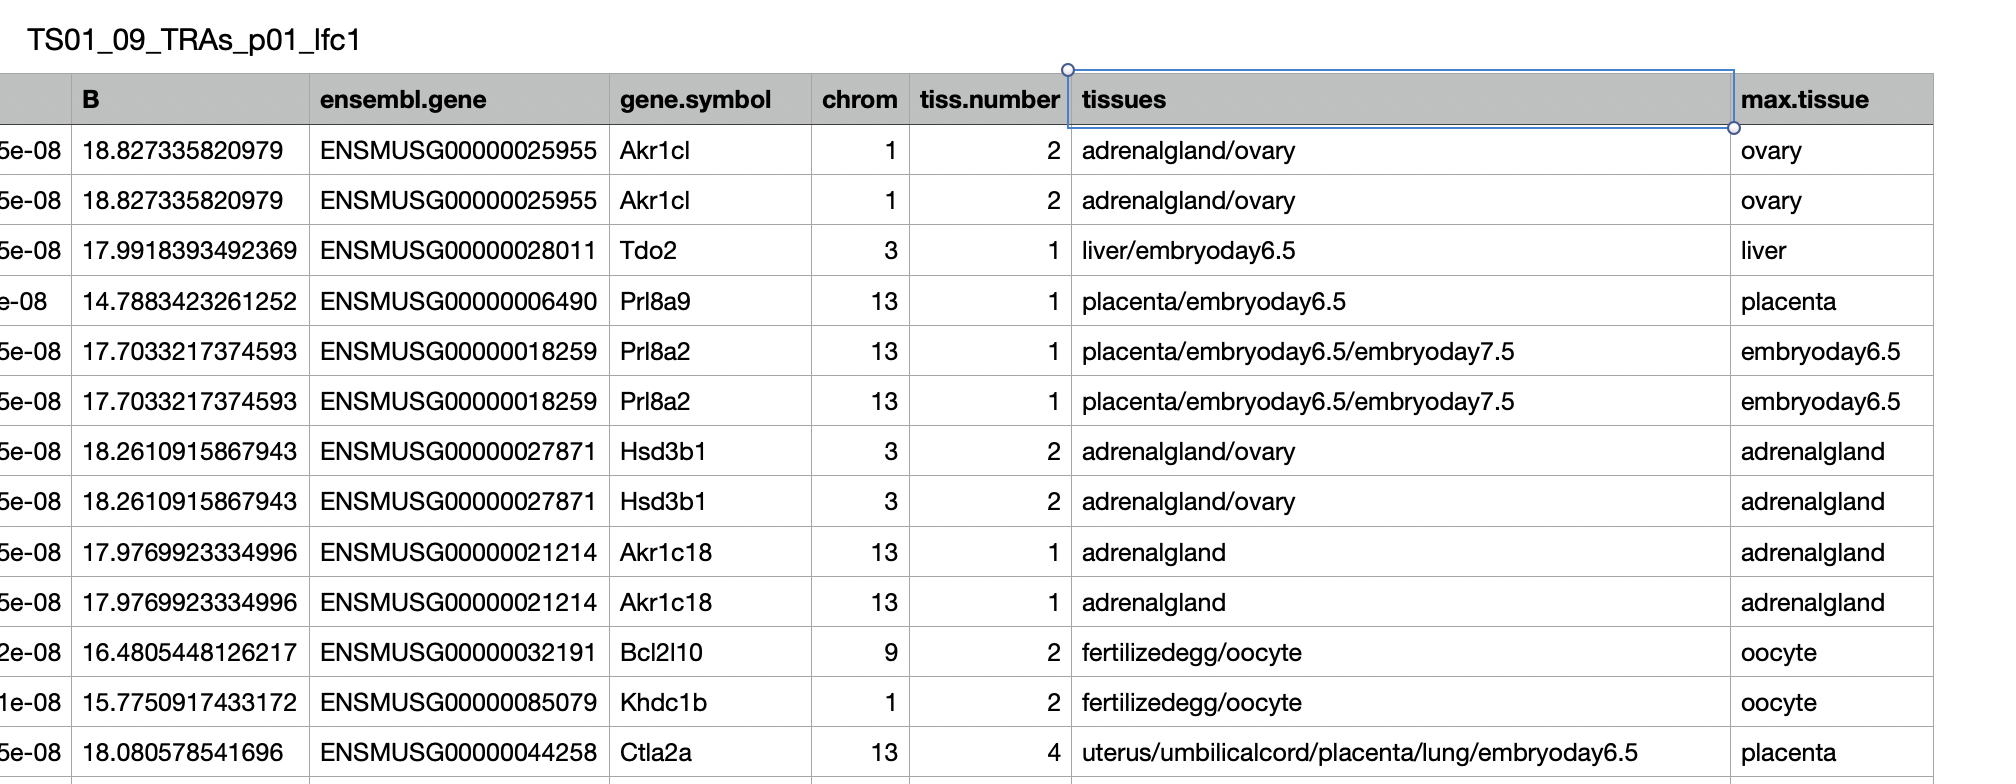 TS01_09_TRAs_p01_lfc1
B ensembl.gene gene.symbol chrom tiss.number tissues max.tissue
5e-08 18.827335820979 ENSMUSG00000025955 Akr1cl 1 2 adrenalgland/ovary ovary
5e-08 18.827335820979 ENSMUSG00000025955 Akr1cl 1 2 adrenalgland/ovary ovary
5e-08 17.9918393492369 ENSMUSG00000028011 Tdo2 3 1 liver/embryoday6.5 liver
e-08 14.7883423261252 ENSMUSG00000006490 Prl8a9 13 1 placenta/embryoday6.5 placenta
5e-08 17.7033217374593 ENSMUSG00000018259 Prl8a2 13 1 placenta/embryoday6.5/embryoday7.5 embryoday6.5
5e-08 17.7033217374593 ENSMUSG00000018259 Prl8a2 13 1 placenta/embryoday6.5/embryoday7.5 embryoday6.5
5e-08 18.2610915867943 ENSMUSG00000027871 Hsd3b1 3 2 adrenalgland/ovary adrenalgland
5e-08 18.2610915867943 ENSMUSG00000027871 Hsd3b1 3 2 adrenalgland/ovary adrenalgland
5e-08 17.9769923334996 ENSMUSG00000021214 Akr1c18 13 1 adrenalgland adrenalgland
5e-08 17.9769923334996 ENSMUSG00000021214 Akr1c18 13 1 adrenalgland adrenalgland
2e-08 16.4805448126217 ENSMUSG00000032191 Bcl2l10 9 2 fertilizedegg/oocyte oocyte
1e-08 15.7750917433172 ENSMUSG00000085079 Khdc1b 1 2 fertilizedegg/oocyte oocyte
5e-08 18.080578541696 ENSMUSG00000044258 Ctla2a 13 4 uterus/umbilicalcord/placenta/lung/embryoday6.5 placenta